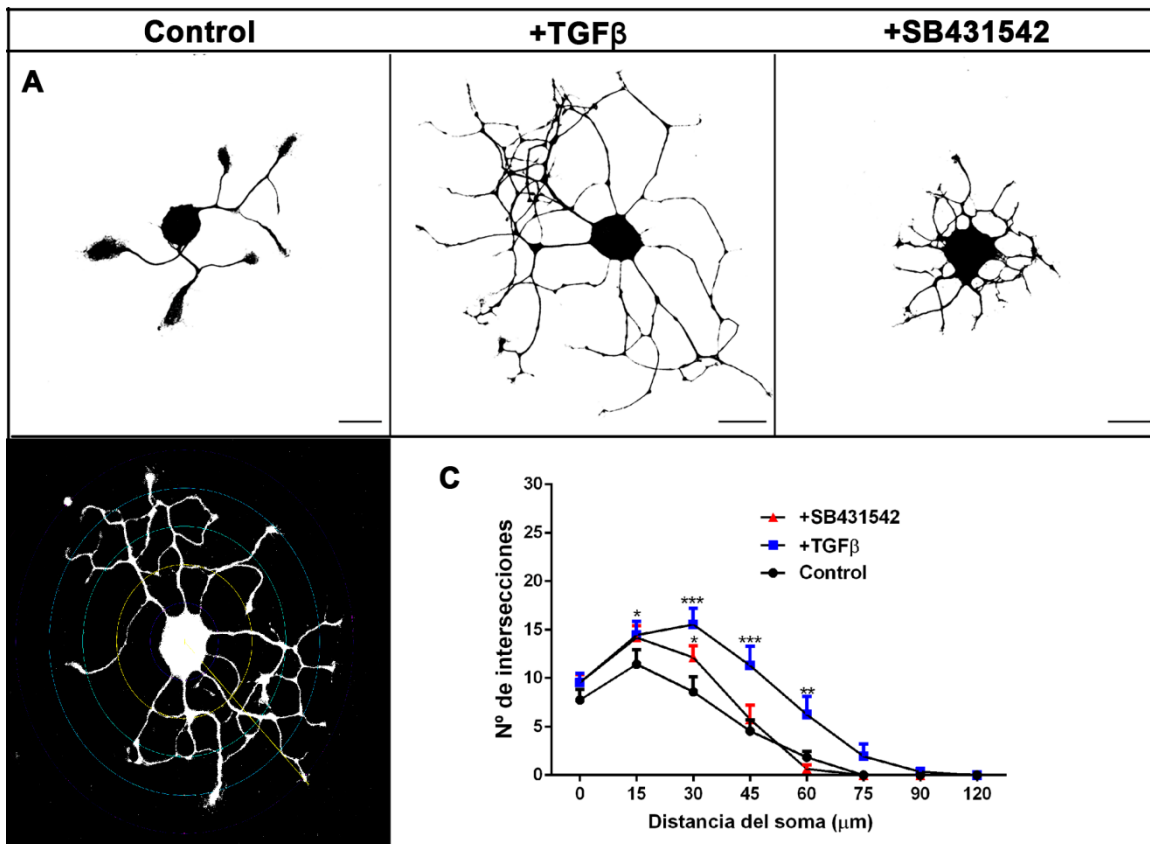 Control +TGFβ +SB431542
A
C
30
25
20
15
10
5
0
Nº de intersecciones
+SB431542
+TGFβ
Control
* *** * *** **
0 15 30 45 60 75 90 120
Distancia del soma (μm)